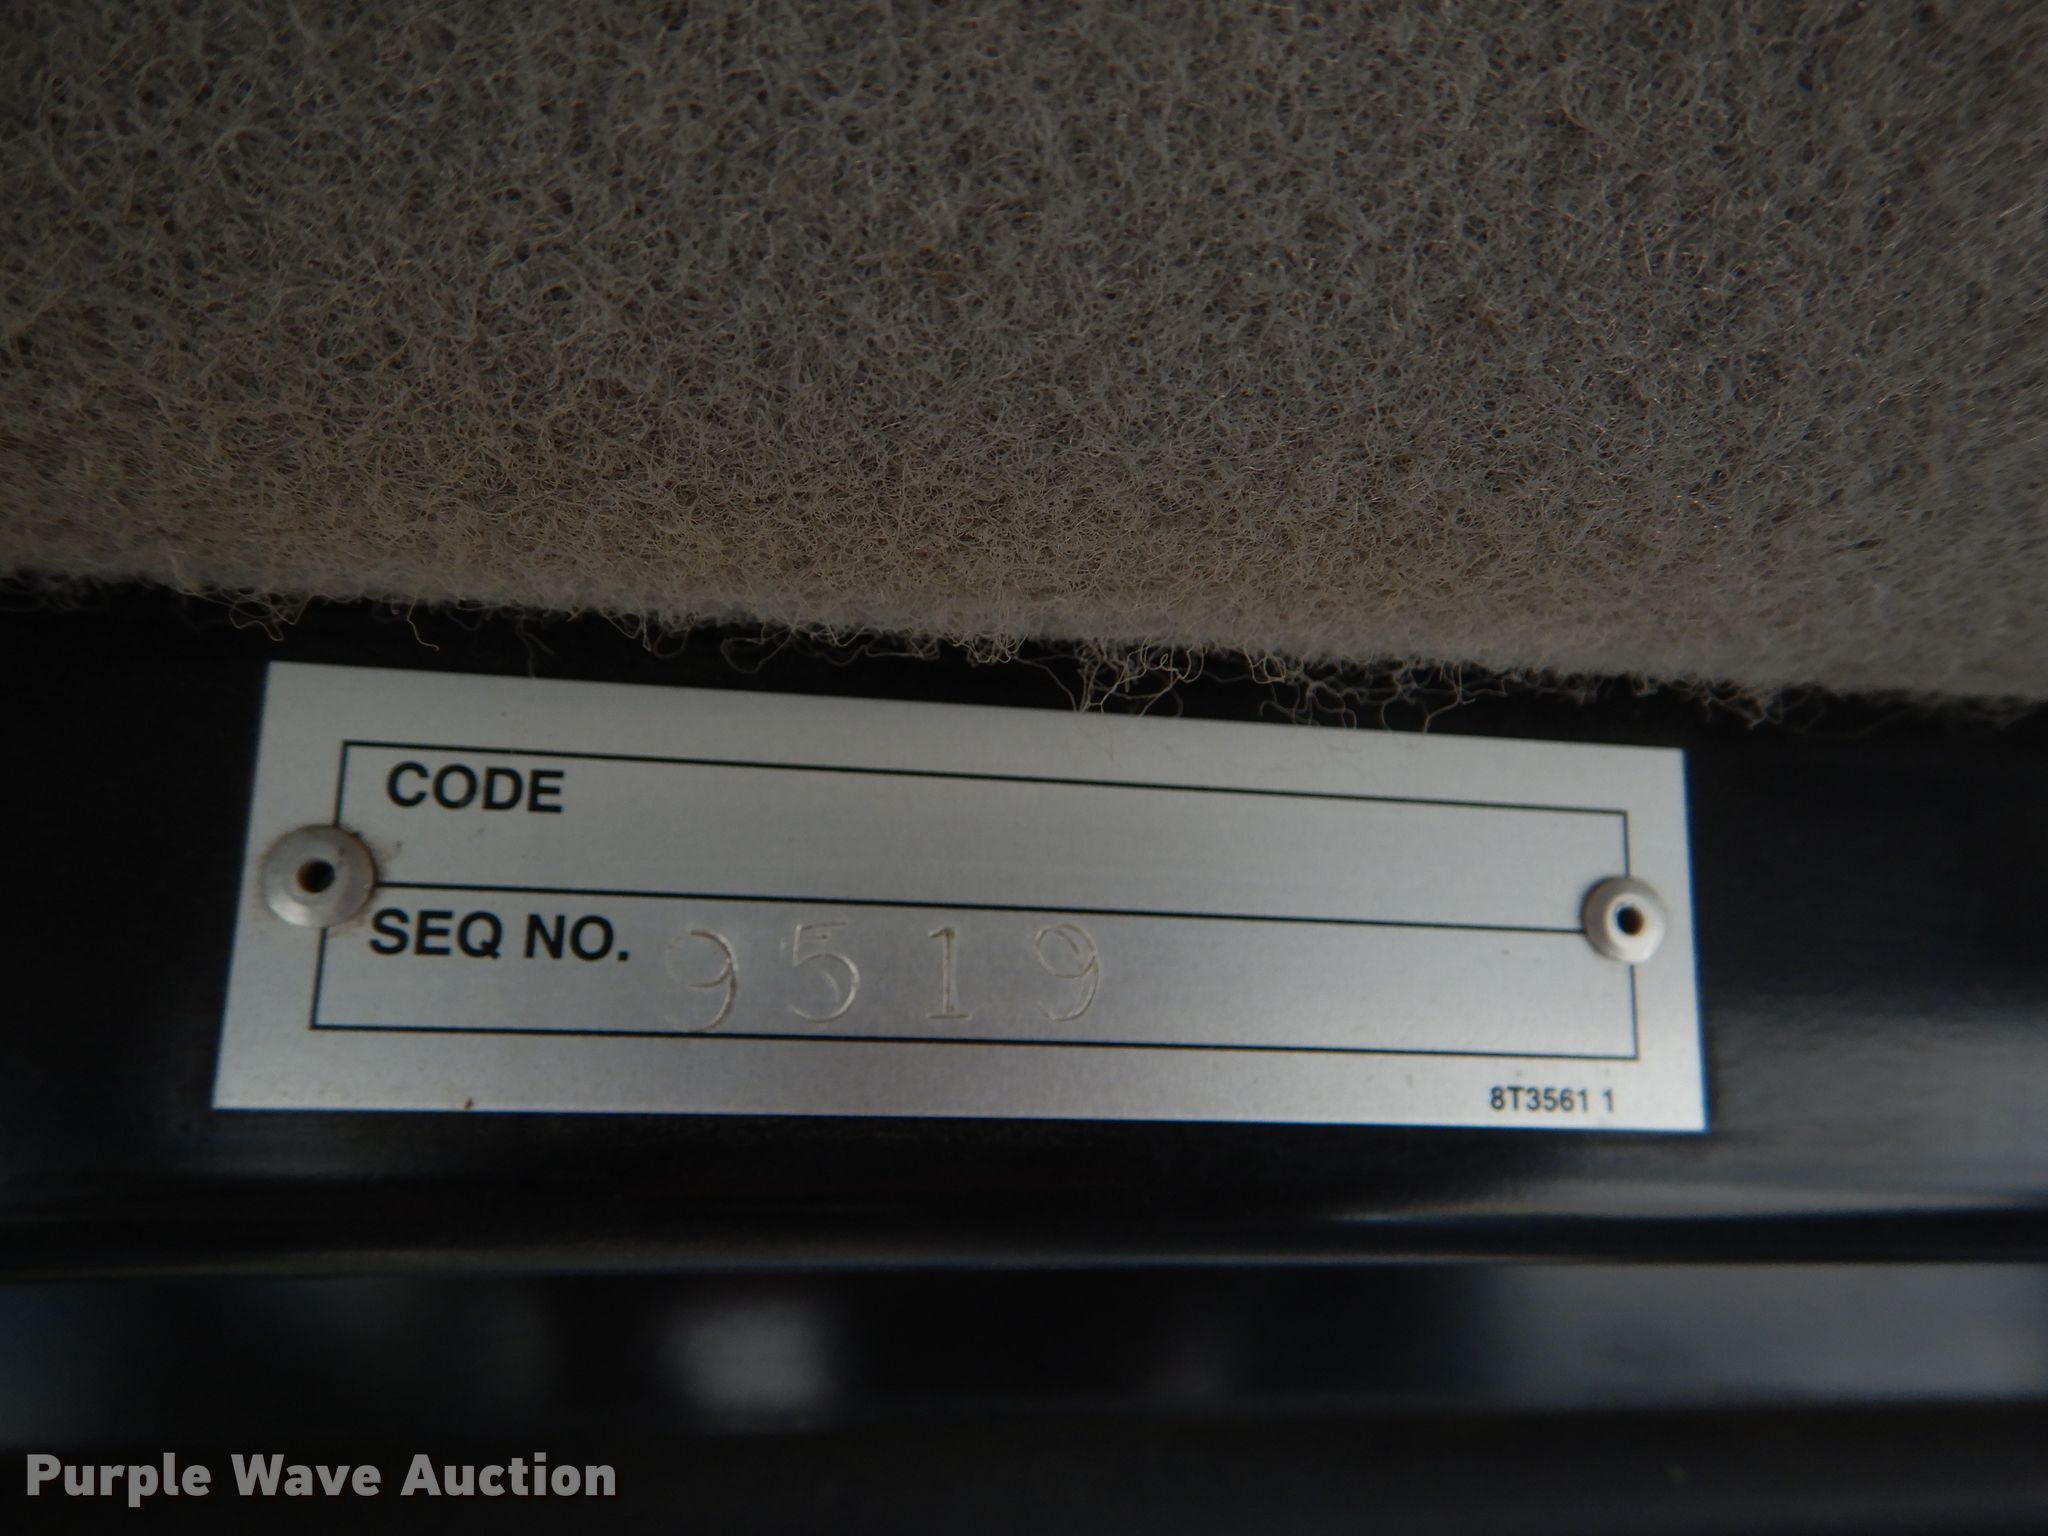 CODE
SEQ NO. 9519
8T3561 1
Purple Wave Auction